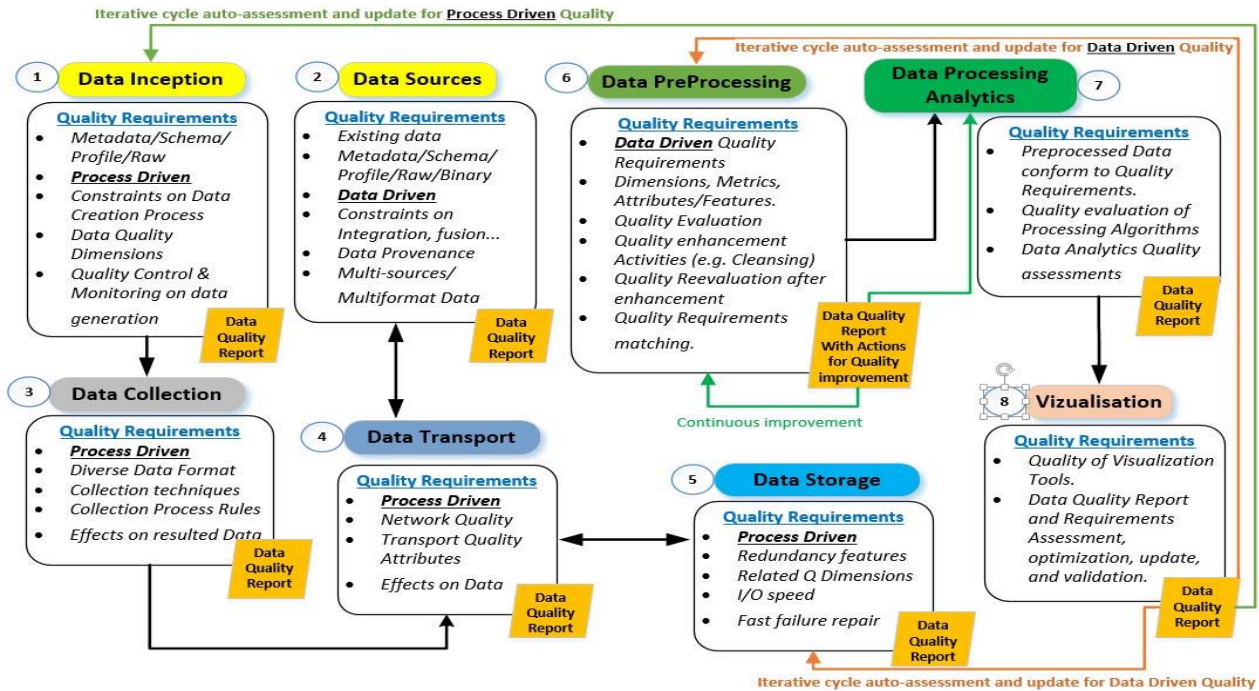 Iterative cycle auto-assessment and update for Process Driven Quality
Iterative cycle auto-assessment and update for Data Driven Quality
1
Data Inception
Quality Requirements
• Metadata/Schema/
Profile/Raw
• Process Driven
• Constraints on Data
Creation Process
• Data Quality
Dimensions
• Quality Control &
Monitoring on data
generation
Data
Quality
Report
2
Data Sources
Quality Requirements
• Existing data
• Metadata/Schema/
Profile/Raw/Binary
• Data Driven
• Constraints on
Integration, fusion...
• Data Provenance
• Multi-sources/
Multiformat Data
Data
Quality
Report
3
Data Collection
Quality Requirements
• Process Driven
• Diverse Data Format
• Collection techniques
• Collection Process Rules
• Effects on resulted Data
Data
Quality
Report
4
Data Transport
Quality Requirements
• Process Driven
• Network Quality
• Transport Quality
Attributes
• Effects on Data
Data
Quality
Report
5
Data Storage
Quality Requirements
• Process Driven
• Redundancy features
• Related Q Dimensions
• I/O speed
• Fast failure repair
Data
Quality
Report
6
Data PreProcessing
Quality Requirements
• Data Driven Quality
Requirements
• Dimensions, Metrics,
Attributes/Features.
• Quality Evaluation
• Quality enhancement
Activities (e.g. Cleansing)
• Quality Reevaluation after
enhancement
• Quality Requirements
matching.
Data Quality
Report
With Actions
for Quality
improvement
Continuous improvement
Data Processing
Analytics
7
Quality Requirements
• Preprocessed Data
conform to Quality
Requirements.
• Quality evaluation of
Processing Algorithms
• Data Analytics Quality
assessments
Data
Quality
Report
8
Vizualisation
Quality Requirements
• Quality of Visualization
Tools.
• Data Quality Report
and Requirements
Assessment,
optimization, update,
and validation.
Data
Quality
Report
Iterative cycle auto-assessment and update for Data Driven Quality